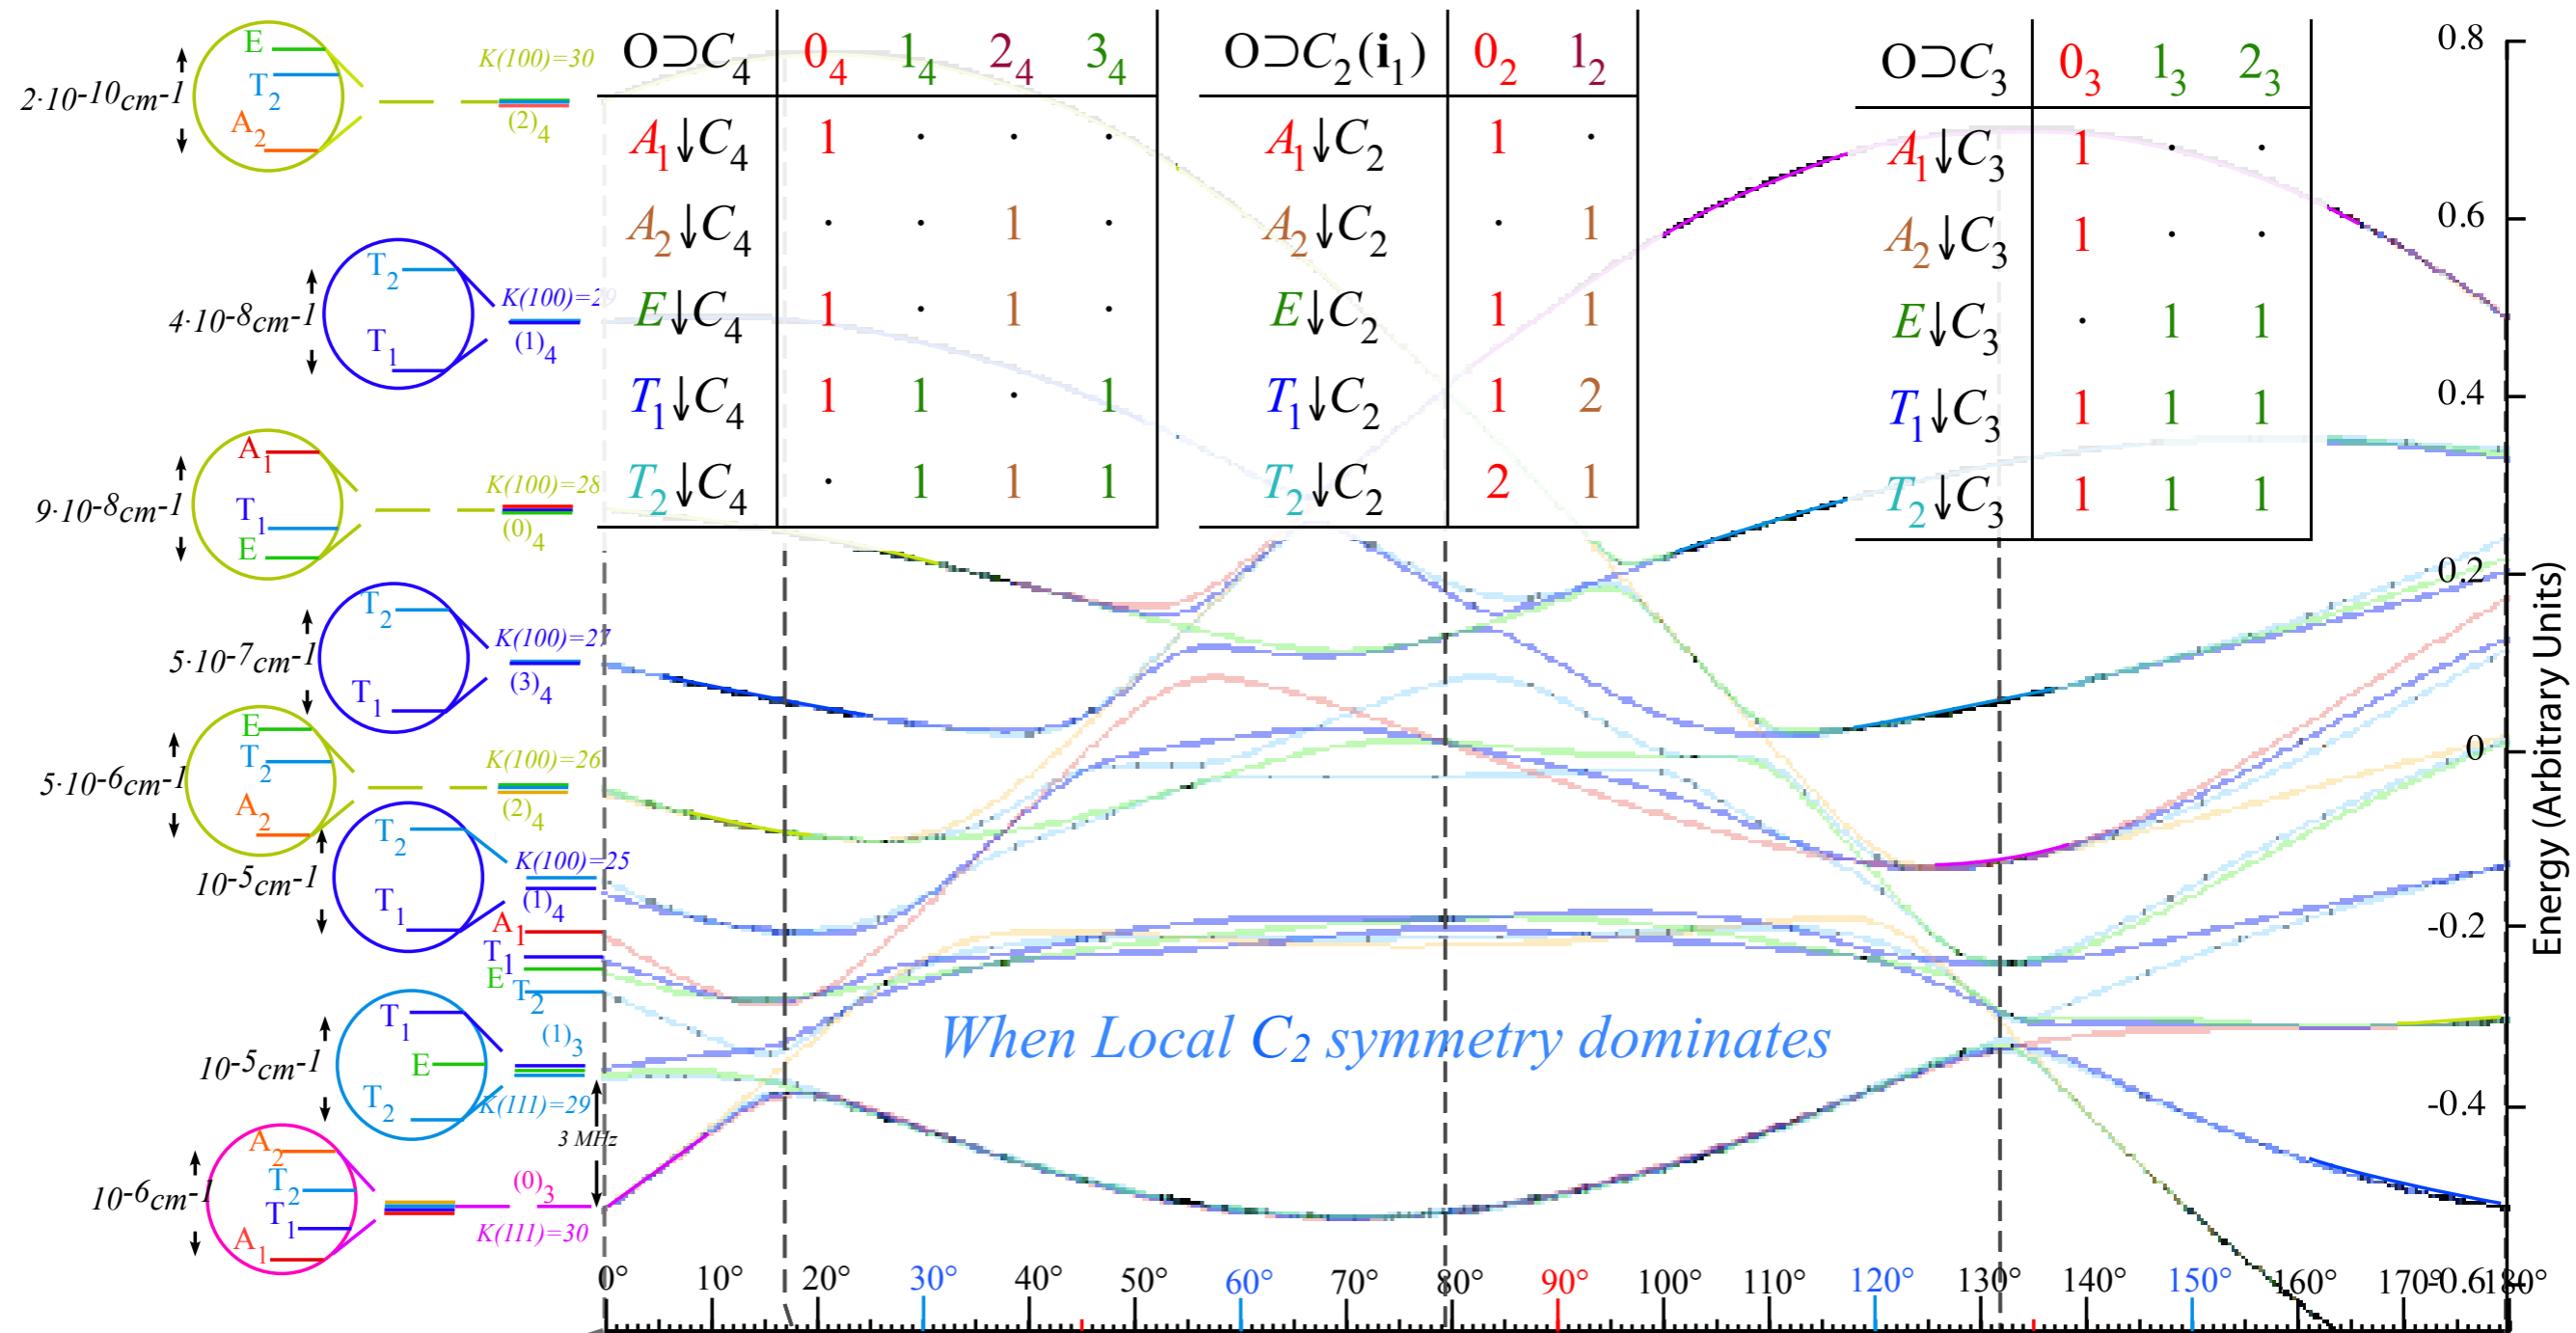 E
T2
A2
2·10-10cm-1
K(100)=30
(2)4
T2
T1
4·10-8cm-1
K(100)=29
(1)4
A1
T1
E
9·10-8cm-1
K(100)=28
(0)4
T2
T1
5·10-7cm-1
K(100)=27
(3)4
E
T2
A2
5·10-6cm-1
K(100)=26
(2)4
T2
T1
10-5cm-1
K(100)=25
(1)4
A1
T1
E
T2
T1
E
T2
10-5cm-1
(1)3
K(111)=29
3 MHz
A2
T2
T1
A1
10-6cm-1
(0)3
K(111)=30
O⊃C4 04 14 24 34
A1↓C4 1 · · ·
A2↓C4 · · 1 ·
E↓C4 1 · 1 ·
T1↓C4 1 1 · 1
T2↓C4 · 1 1 1
O⊃C2(i1) 02 12
A1↓C2 1 ·
A2↓C2 · 1
E↓C2 1 1
T1↓C2 1 2
T2↓C2 2 1
O⊃C3 03 13 23
A1↓C3 1 · ·
A2↓C3 1 · ·
E↓C3 · 1 1
T1↓C3 1 1 1
T2↓C3 1 1 1
When Local C2 symmetry dominates
0.8
0.6
0.4
0.2
0
-0.2
-0.4
-0.6
Energy (Arbitrary Units)
0° 10° 20° 30° 40° 50° 60° 70° 80° 90° 100° 110° 120° 130° 140° 150° 160° 170° 180°